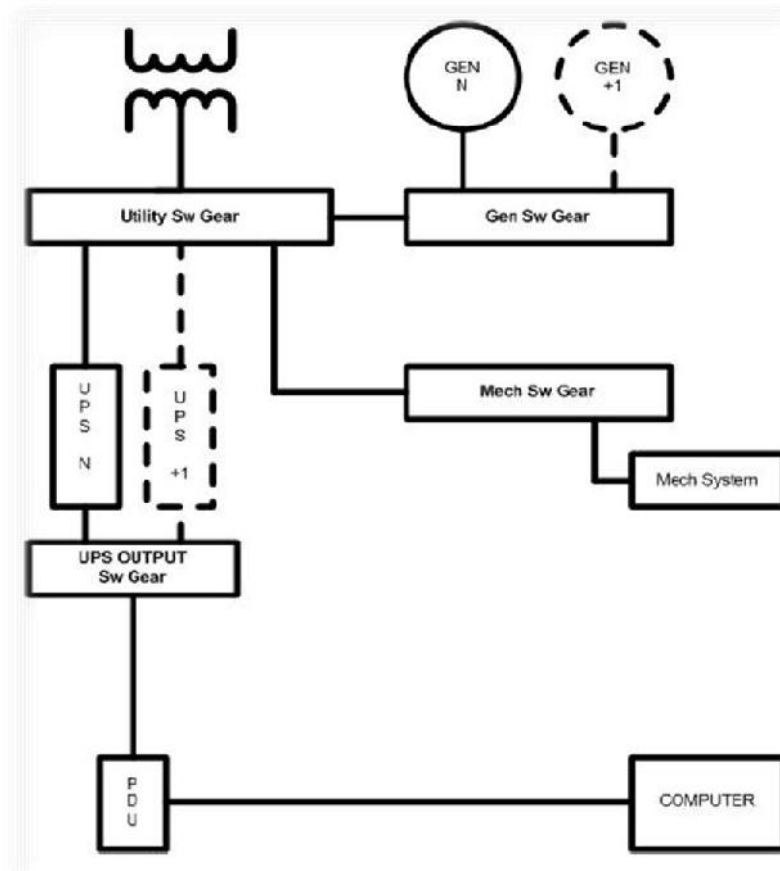 GEN
N
GEN
+1
Utility Sw Gear
Gen Sw Gear
U
P
S
N
U
P
S
+1
Mech Sw Gear
Mech System
UPS OUTPUT
Sw Gear
P
D
U
COMPUTER